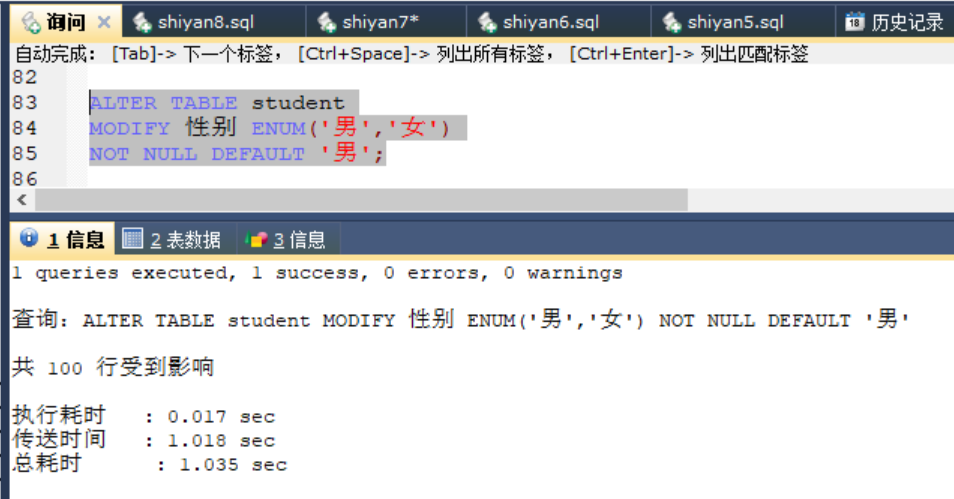 询问 × shiyan8.sql shiyan7* shiyan6.sql shiyan5.sql 18 历史记录
自动完成: [Tab]-> 下一个标签, [Ctrl+Space]-> 列出所有标签, [Ctrl+Enter]-> 列出匹配标签
82
83 ALTER TABLE student
84 MODIFY 性别 ENUM('男','女')
85 NOT NULL DEFAULT '男';
86
1 信息 2 表数据 3 信息
1 queries executed, 1 success, 0 errors, 0 warnings
查询: ALTER TABLE student MODIFY 性别 ENUM('男','女') NOT NULL DEFAULT '男'
共 100 行受到影响
执行耗时 : 0.017 sec
传送时间 : 1.018 sec
总耗时 : 1.035 sec